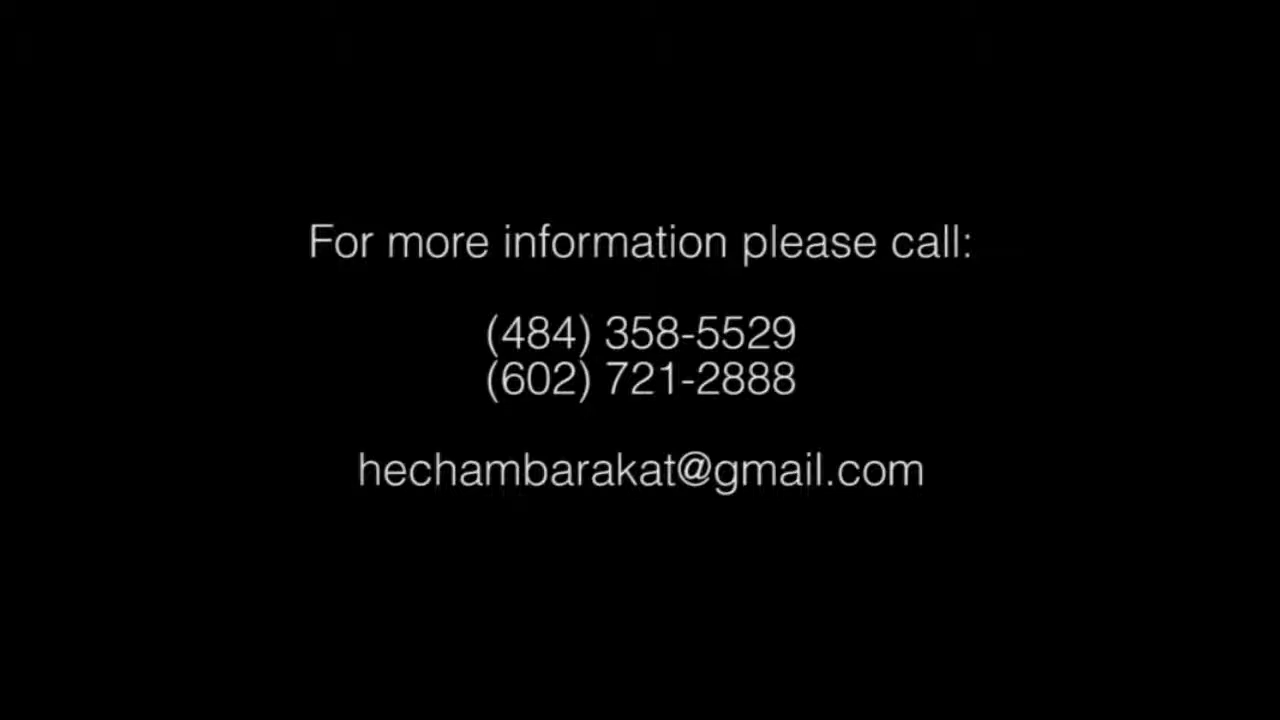 For more information please call:
(484) 358-5529
(602) 721-2888
hechambarakat@gmail.com